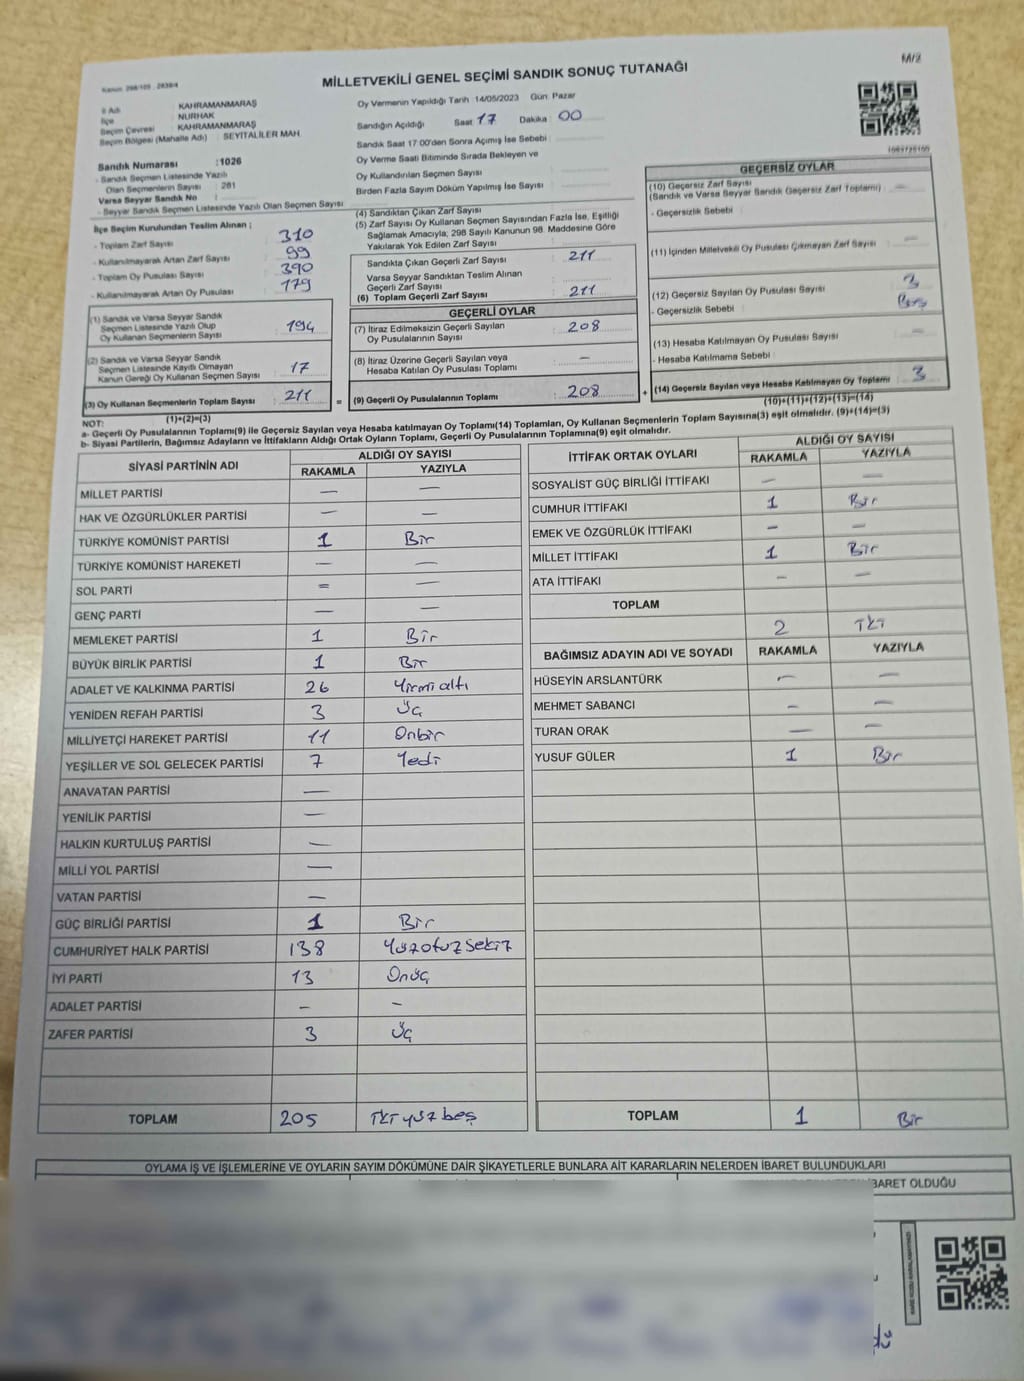 M/2
MİLLETVEKİLİ GENEL SEÇİMİ SANDIK SONUÇ TUTANAĞI
İl Adı : KAHRAMANMARAŞ
İlçe : NURHAK
Seçim Çevresi : KAHRAMANMARAŞ
Seçim Bölgesi (Mahalle Adı) : SEYİTALİLER MAH.
Sandık Numarası :1026
- Sandık Seçmen Listesinde Yazılı
Olan Seçmenlerin Sayısı : 281
Varsa Seyyar Sandık No
- Seyyar Sandık Seçmen Listesinde Yazılı Olan Seçmen Sayısı :
İlçe Seçim Kurulundan Teslim Alınan :
- Toplam Zarf Sayısı : 310
- Kullanılmayarak Artan Zarf Sayısı : 99
- Toplam Oy Pusulası Sayısı : 390
- Kullanılmayarak Artan Oy Pusulası : 179
(1) Sandık ve Varsa Seyyar Sandık
Seçmen Listesinde Yazılı Olup
Oy Kullanan Seçmenlerin Sayısı : 194
(2) Sandık ve Varsa Seyyar Sandık
Seçmen Listesinde Kayıtlı Olmayan
Kanun Gereği Oy Kullanan Seçmen Sayısı : 17
(3) Oy Kullanan Seçmenlerin Toplam Sayısı : 211 =
(1)+(2)=(3)
Oy Vermenin Yapıldığı Tarih :14/05/2023 Gün: Pazar
Sandığın Açıldığı Saat : 17 Dakika : 00
Sandık Saat 17:00'den Sonra Açılmış İse Sebebi :
Oy Verme Saati Bitiminde Sırada Bekleyen ve
Oy Kullandırılan Seçmen Sayısı :
Birden Fazla Sayım Döküm Yapılmış İse Sayısı :
(4) Sandıktan Çıkan Zarf Sayısı :
(5) Zarf Sayısı Oy Kullanan Seçmen Sayısından Fazla İse, Eşitliği
Sağlamak Amacıyla, 298 Sayılı Kanunun 98. Maddesine Göre
Yakılarak Yok Edilen Zarf Sayısı :
Sandıkta Çıkan Geçerli Zarf Sayısı : 211
Varsa Seyyar Sandıktan Teslim Alınan
Geçerli Zarf Sayısı :
(6) Toplam Geçerli Zarf Sayısı : 211
GEÇERLİ OYLAR
(7) İtiraz Edilmeksizin Geçerli Sayılan
Oy Pusulalarının Sayısı : 208
(8) İtiraz Üzerine Geçerli Sayılan veya
Hesaba Katılan Oy Pusulası Toplamı : —
(9) Geçerli Oy Pusulalarının Toplamı : 208 +
GEÇERSİZ OYLAR
(10) Geçersiz Zarf Sayısı
(Sandık ve Varsa Seyyar Sandık Geçersiz Zarf Toplamı) : —
- Geçersizlik Sebebi :
(11) İçinden Milletvekili Oy Pusulası Çıkmayan Zarf Sayısı : —
(12) Geçersiz Sayılan Oy Pusulası Sayısı : 3
- Geçersizlik Sebebi :
(13) Hesaba Katılmayan Oy Pusulası Sayısı : —
- Hesaba Katılmama Sebebi :
(14) Geçersiz Sayılan veya Hesaba Katılmayan Oy Toplamı : 3
(10)+(11)+(12)+(13)=(14)
NOT:
a- Geçerli Oy Pusulalarının Toplamı(9) ile Geçersiz Sayılan veya Hesaba katılmayan Oy Toplamı(14) Toplamları, Oy Kullanan Seçmenlerin Toplam Sayısına(3) eşit olmalıdır. (9)+(14)=(3)
b- Siyasi Partilerin, Bağımsız Adayların ve İttifakların Aldığı Ortak Oyların Toplamı, Geçerli Oy Pusulalarının Toplamına(9) eşit olmalıdır.
SİYASİ PARTİNİN ADI ALDIĞI OY SAYISI
RAKAMLA YAZIYLA
MİLLET PARTİSİ — —
HAK VE ÖZGÜRLÜKLER PARTİSİ — —
TÜRKİYE KOMÜNİST PARTİSİ 1 Bir
TÜRKİYE KOMÜNİST HAREKETİ — —
SOL PARTİ = —
GENÇ PARTİ — —
MEMLEKET PARTİSİ 1 Bir
BÜYÜK BİRLİK PARTİSİ 1 Bir
ADALET VE KALKINMA PARTİSİ 26 Yirmi altı
YENİDEN REFAH PARTİSİ 3 Üç
MİLLİYETÇİ HAREKET PARTİSİ 11 Onbir
YEŞİLLER VE SOL GELECEK PARTİSİ 7 Yedi
ANAVATAN PARTİSİ —
YENİLİK PARTİSİ —
HALKIN KURTULUŞ PARTİSİ —
MİLLİ YOL PARTİSİ —
VATAN PARTİSİ —
GÜÇ BİRLİĞİ PARTİSİ 1 Bir
CUMHURİYET HALK PARTİSİ 138 Yüzotuzsekiz
İYİ PARTİ 13 Onüç
ADALET PARTİSİ – –
ZAFER PARTİSİ 3 Üç
TOPLAM 205 İki yüz beş
İTTİFAK ORTAK OYLARI ALDIĞI OY SAYISI
RAKAMLA YAZIYLA
SOSYALİST GÜÇ BİRLİĞİ İTTİFAKI — —
CUMHUR İTTİFAKI 1 Bir
EMEK VE ÖZGÜRLÜK İTTİFAKI – —
MİLLET İTTİFAKI 1 Bir
ATA İTTİFAKI – —
TOPLAM
2 İki
BAĞIMSIZ ADAYIN ADI VE SOYADI RAKAMLA YAZIYLA
HÜSEYİN ARSLANTÜRK — —
MEHMET SABANCI – —
TURAN ORAK — —
YUSUF GÜLER 1 Bir
TOPLAM 1 Bir
OYLAMA İŞ VE İŞLEMLERİNE VE OYLARIN SAYIM DÖKÜMÜNE DAİR ŞİKAYETLERLE BUNLARA AİT KARARLARIN NELERDEN İBARET BULUNDUKLARI
İBARET OLDUĞU